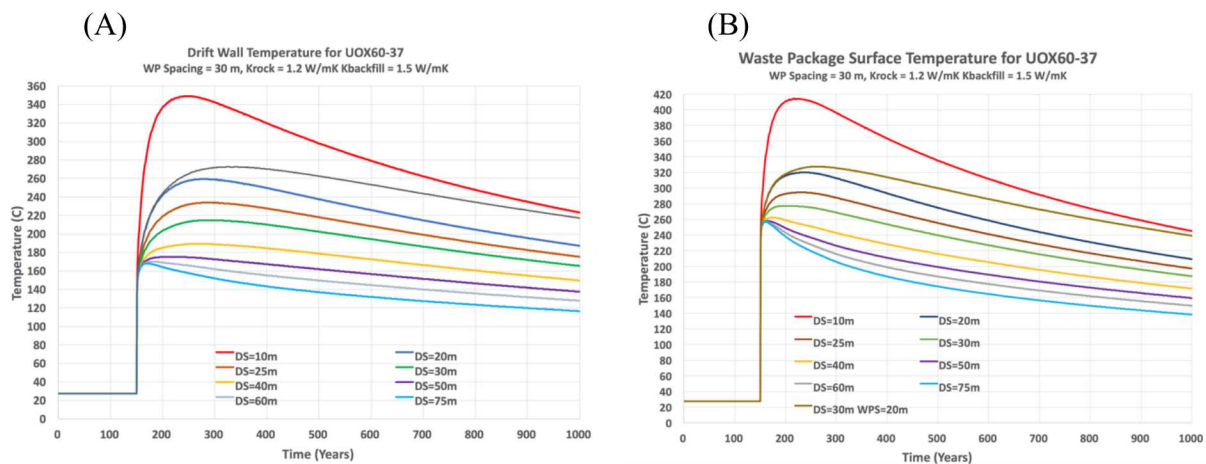 (A)
Drift Wall Temperature for UOX60-37
WP Spacing = 30 m, Krock = 1.2 W/mK Kbackfill = 1.5 W/mK
Temperature (C)
360
340
320
300
280
260
240
220
200
180
160
140
120
100
80
60
40
20
0
DS=10m DS=20m
DS=25m DS=30m
DS=40m DS=50m
DS=60m DS=75m
0 100 200 300 400 500 600 700 800 900 1000
Time (Years)
(B)
Waste Package Surface Temperature for UOX60-37
WP Spacing = 30 m, Krock = 1.2 W/mK Kbackfill = 1.5 W/mK
Temperature (C)
420
400
380
360
340
320
300
280
260
240
220
200
180
160
140
120
100
80
60
40
20
0
DS=10m DS=20m
DS=25m DS=30m
DS=40m DS=50m
DS=60m DS=75m
DS=30m WPS=20m
0 100 200 300 400 500 600 700 800 900 1000
Time (Years)